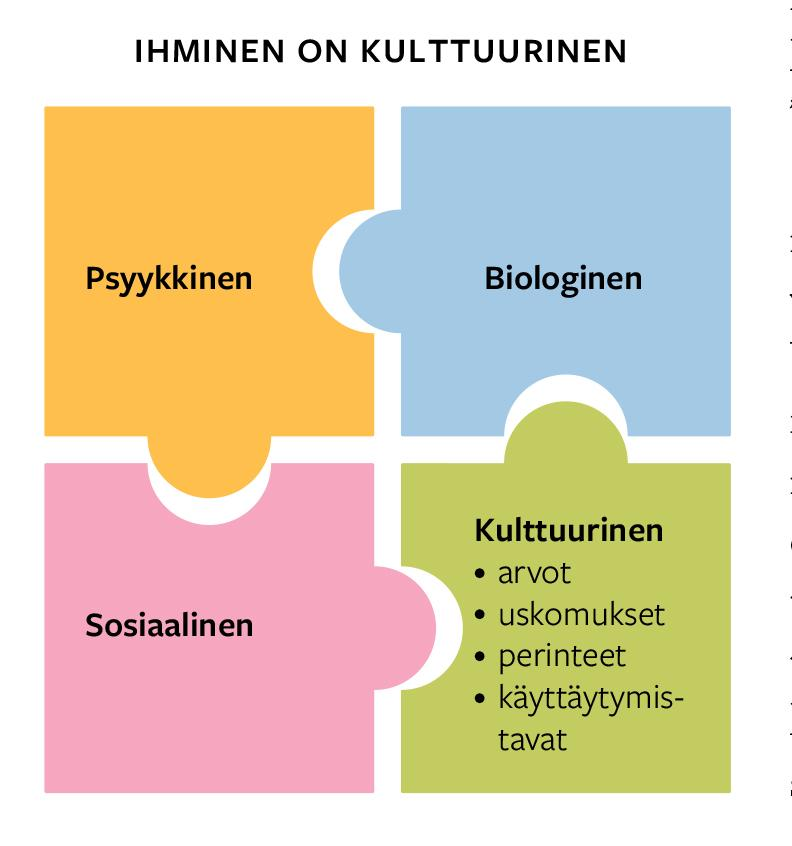 IHMINEN ON KULTTUURINEN
Psyykkinen
Biologinen
Sosiaalinen
Kulttuurinen
• arvot
• uskomukset
• perinteet
• käyttäytymis-
tavat